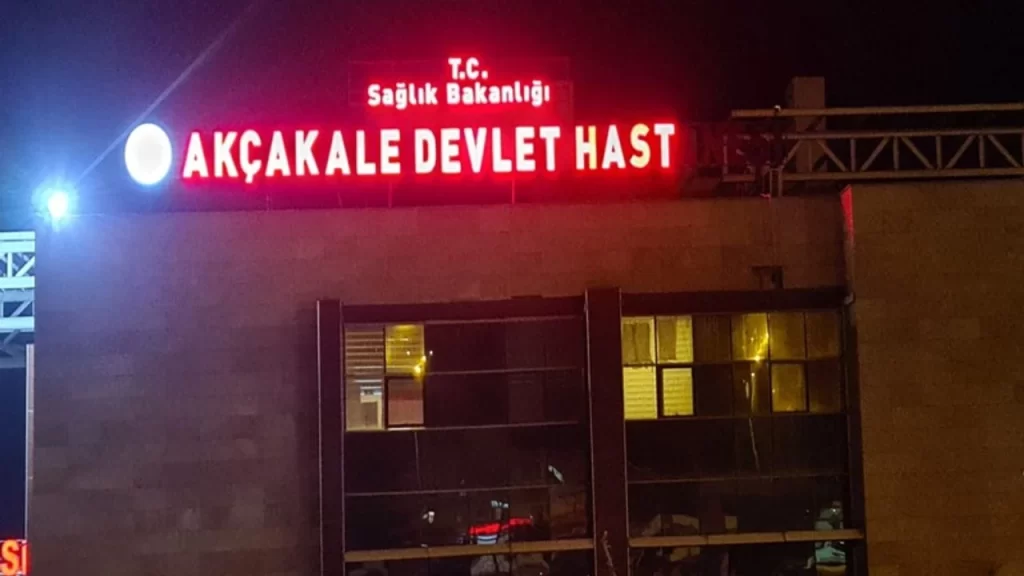 T.C.
Sağlık Bakanlığı
AKÇAKALE DEVLET HAST